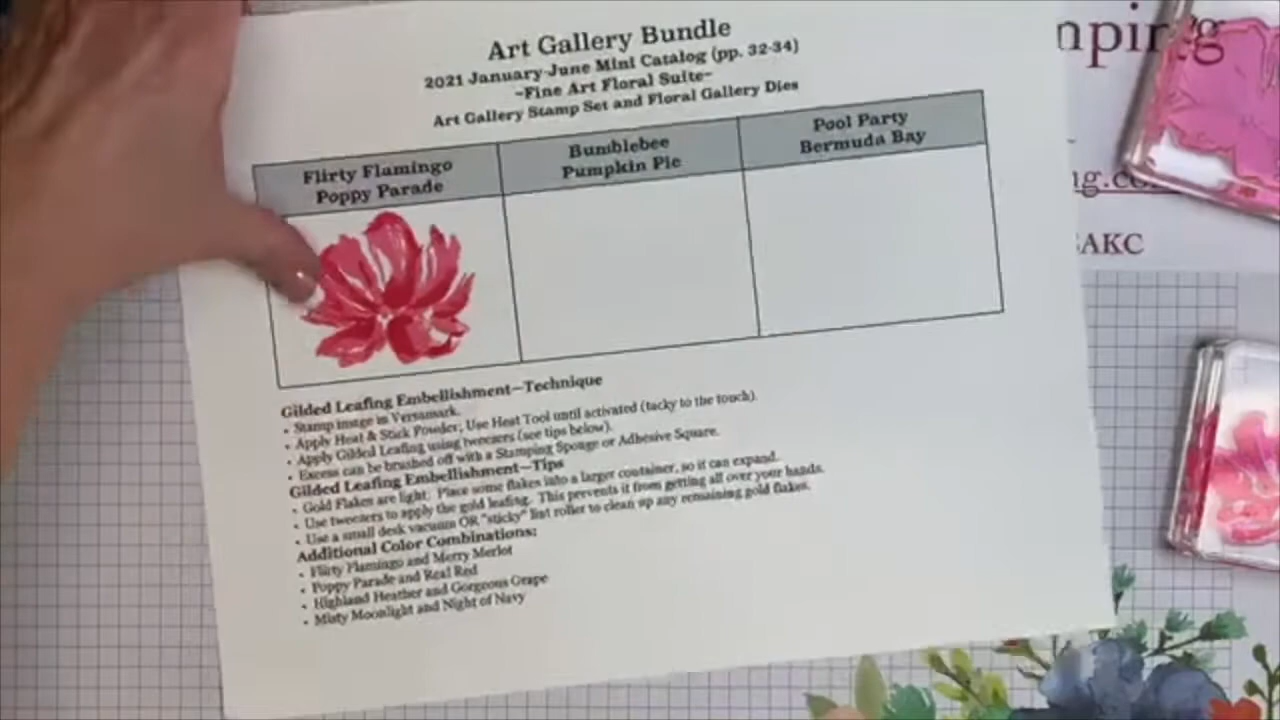 Art Gallery Bundle
2021 January-June Mini Catalog (pp. 32-34)
~Fine Art Floral Suite~
Art Gallery Stamp Set and Floral Gallery Dies
Flirty Flamingo
Poppy Parade
Bumblebee
Pumpkin Pie
Pool Party
Bermuda Bay
Gilded Leafing Embellishment—Technique
• Stamp image in Versamark.
• Apply Heat & Stick Powder; Use Heat Tool until activated (tacky to the touch).
• Apply Gilded Leafing using tweezers (see tips below).
• Excess can be brushed off with a Stamping Sponge or Adhesive Square.
Gilded Leafing Embellishment—Tips
• Gold Flakes are light. Place some flakes into a larger container, so it can expand.
• Use tweezers to apply the gold leafing. This prevents it from getting all over your hands.
• Use a small desk vacuum OR "sticky" lint roller to clean up any remaining gold flakes.
Additional Color Combinations:
• Flirty Flamingo and Merry Merlot
• Poppy Parade and Real Red
• Highland Heather and Gorgeous Grape
• Misty Moonlight and Night of Navy
mping
ng.co
AKC